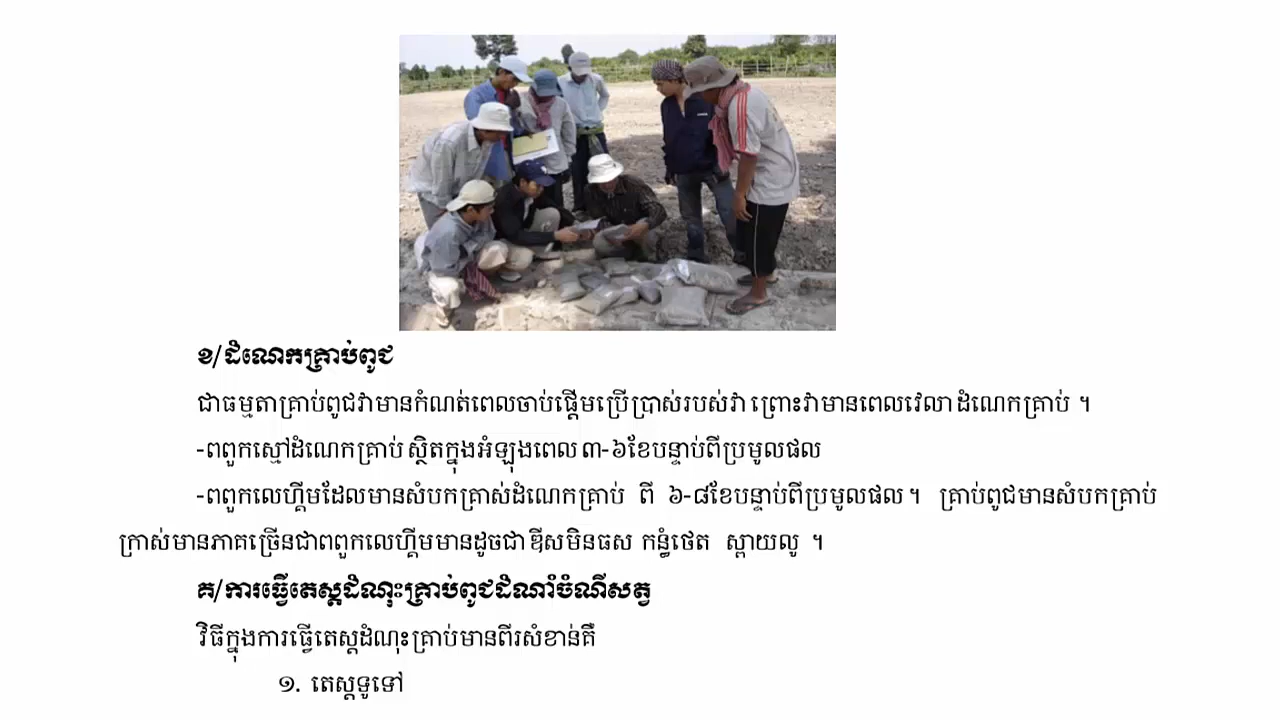 ខ/ដំណេកគ្រាប់ពូជ
ជាធម្មតាគ្រាប់ពូជវាមានកំណត់ពេលចាប់ផ្តើមប្រើប្រាស់របស់វា ព្រោះវាមានពេលវេលា ដំណេកគ្រាប់ ។
-ពពួកស្មៅដំណេកគ្រាប់ ស្ថិតក្នុងអំឡុងពេល ៣-៦ខែបន្ទាប់ពីប្រមូលផល
-ពពួកលេហ្គឹមដែលមានសំបកគ្រាស់ដំណេកគ្រាប់ ពី ៦-៨ខែបន្ទាប់ពីប្រមូលផល។ គ្រាប់ពូជមានសំបកគ្រាប់
ក្រាស់មានភាគច្រើនជាពពួកលេហ្គឹមមានដូចជា ឌីសមិនធស កន្ធំថេត ស្តាយលូ ។
គ/ការធ្វើតេស្តដំណុះគ្រាប់ពូជដំណាំចំណីសត្វ
វិធីក្នុងការធ្វើតេស្តដំណុះគ្រាប់មានពីរសំខាន់គឺ
១. តេស្តទូទៅ